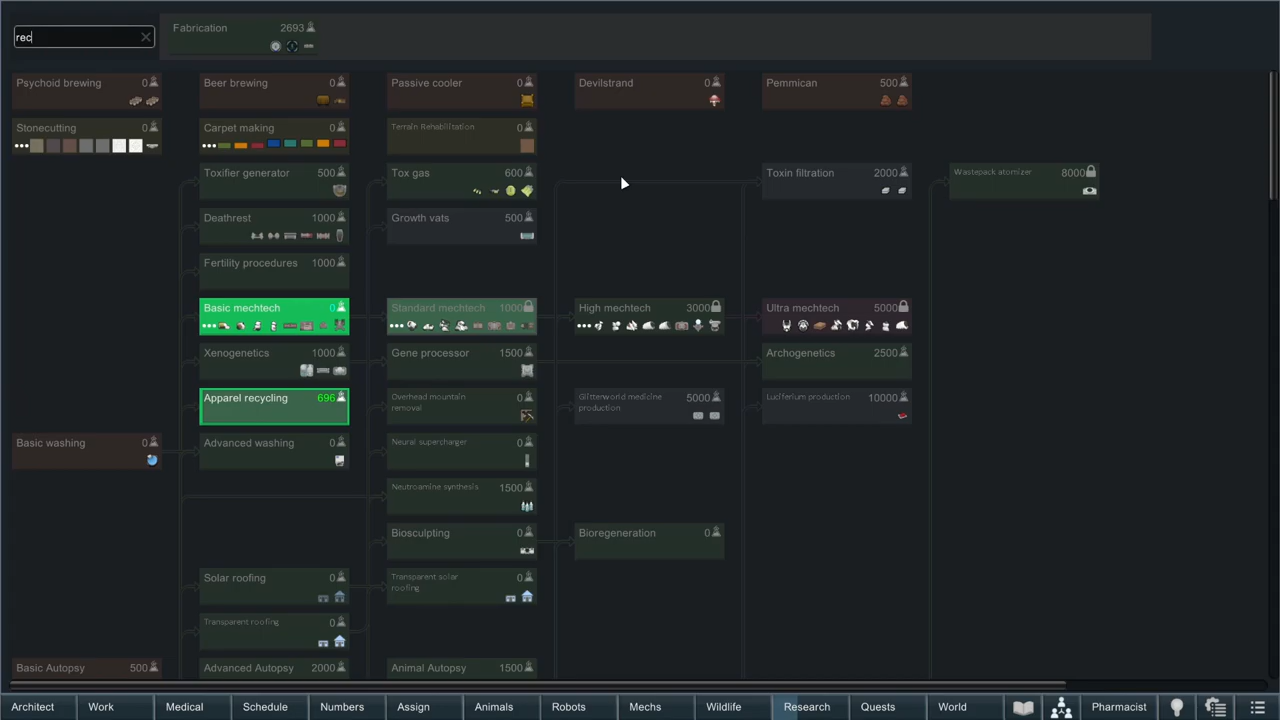 rec
Fabrication 2693
Psychoid brewing 0
Beer brewing 0
Passive cooler 0
Devilstrand 0
Pemmican 500
Stonecutting 0
Carpet making 0
Terrain Rehabilitation 0
Toxifier generator 500
Tox gas 600
Toxin filtration 2000
Wastepack atomizer 8000
Deathrest 1000
Growth vats 500
Fertility procedures 1000
Basic mechtech 0
Standard mechtech 1000
High mechtech 3000
Ultra mechtech 5000
Xenogenetics 1000
Gene processor 1500
Archogenetics 2500
Apparel recycling 696
Overhead mountain
removal 0
Glitterworld medicine
production 5000
Luciferium production 10000
Basic washing 0
Advanced washing 0
Neural supercharger 0
Neutroamine synthesis 1500
Biosculpting 0
Bioregeneration 0
Solar roofing 0
Transparent solar
roofing 0
Transparent roofing 0
Basic Autopsy 500
Advanced Autopsy 2000
Animal Autopsy 1500
Architect Work Medical Schedule Numbers Assign Animals Robots Mechs Wildlife Research Quests World Pharmacist